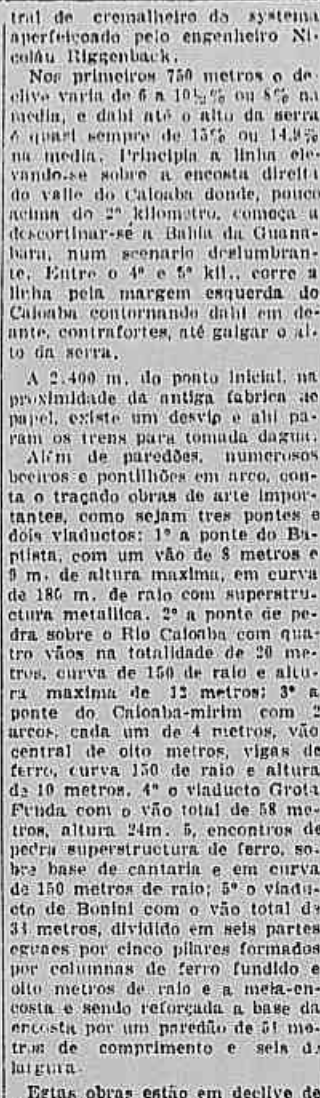 tral de cremalheiro do systema
aperfeiçoado pelo engenheiro Ni-
coláu Riggenback.
Nos primeiros 750 metros o de-
clive varia de 6 a 10½% ou 8% na
media, e dahi até o alto da serra
é quasi sempre de 15% ou 14,9%
na media. Principia a linha ele-
vando-se sobre a encosta direita
do valle do Caioaba donde, pouco
acima do 2º kilometro, começa a
descortinar-se a Bahia da Guana-
bara, num scenario deslumbran-
te. Entre o 4º e 5º kil., corre a
linha pela margem esquerda do
Caioaba contornando dahi em de-
ante, contrafortes, até galgar o al-
to da serra.
A 2.400 m. do ponto inicial, na
proximidade da antiga fabrica de
papel, existe um desvio e ahi pa-
ram os trens para tomada dagua.
Além de paredões, numerosos
boeiros e pontilhões em arco, con-
ta o traçado obras de arte impor-
tantes, como sejam tres pontes e
dois viaductos: 1º a ponte do Ba-
ptista, com um vão de 8 metros e
9 m. de altura maxima, em curva
de 186 m. de raio com superstru-
ctura metallica. 2º a ponte de pe-
dra sobre o Rio Caioaba com qua-
tro vãos na totalidade de 20 me-
tros, curva de 150 de raio e altu-
ra maxima de 12 metros; 3º a
ponte do Caioaba-mirim com 2
arcos, cada um de 4 metros, vão
central de oito metros, vigas de
ferro, curva 150 de raio e altura
de 10 metros. 4º o viaducto Grota
Funda com o vão total de 58 me-
tros, altura 24m. 5, encontros de
pedra superstructura de ferro, so-
bre base de cantaria e em curva
de 150 metros de raio; 5º o viadu-
cto de Bonini com o vão total de
34 metros, dividido em seis partes
eguaes por cinco pilares formados
por columnas de ferro fundido e
oito metros de raio e a meia-en-
costa e sendo reforçada a base da
encosta por um paredão de 51 me-
tros de comprimento e seis de
largura.
Estas obras estão em declive de